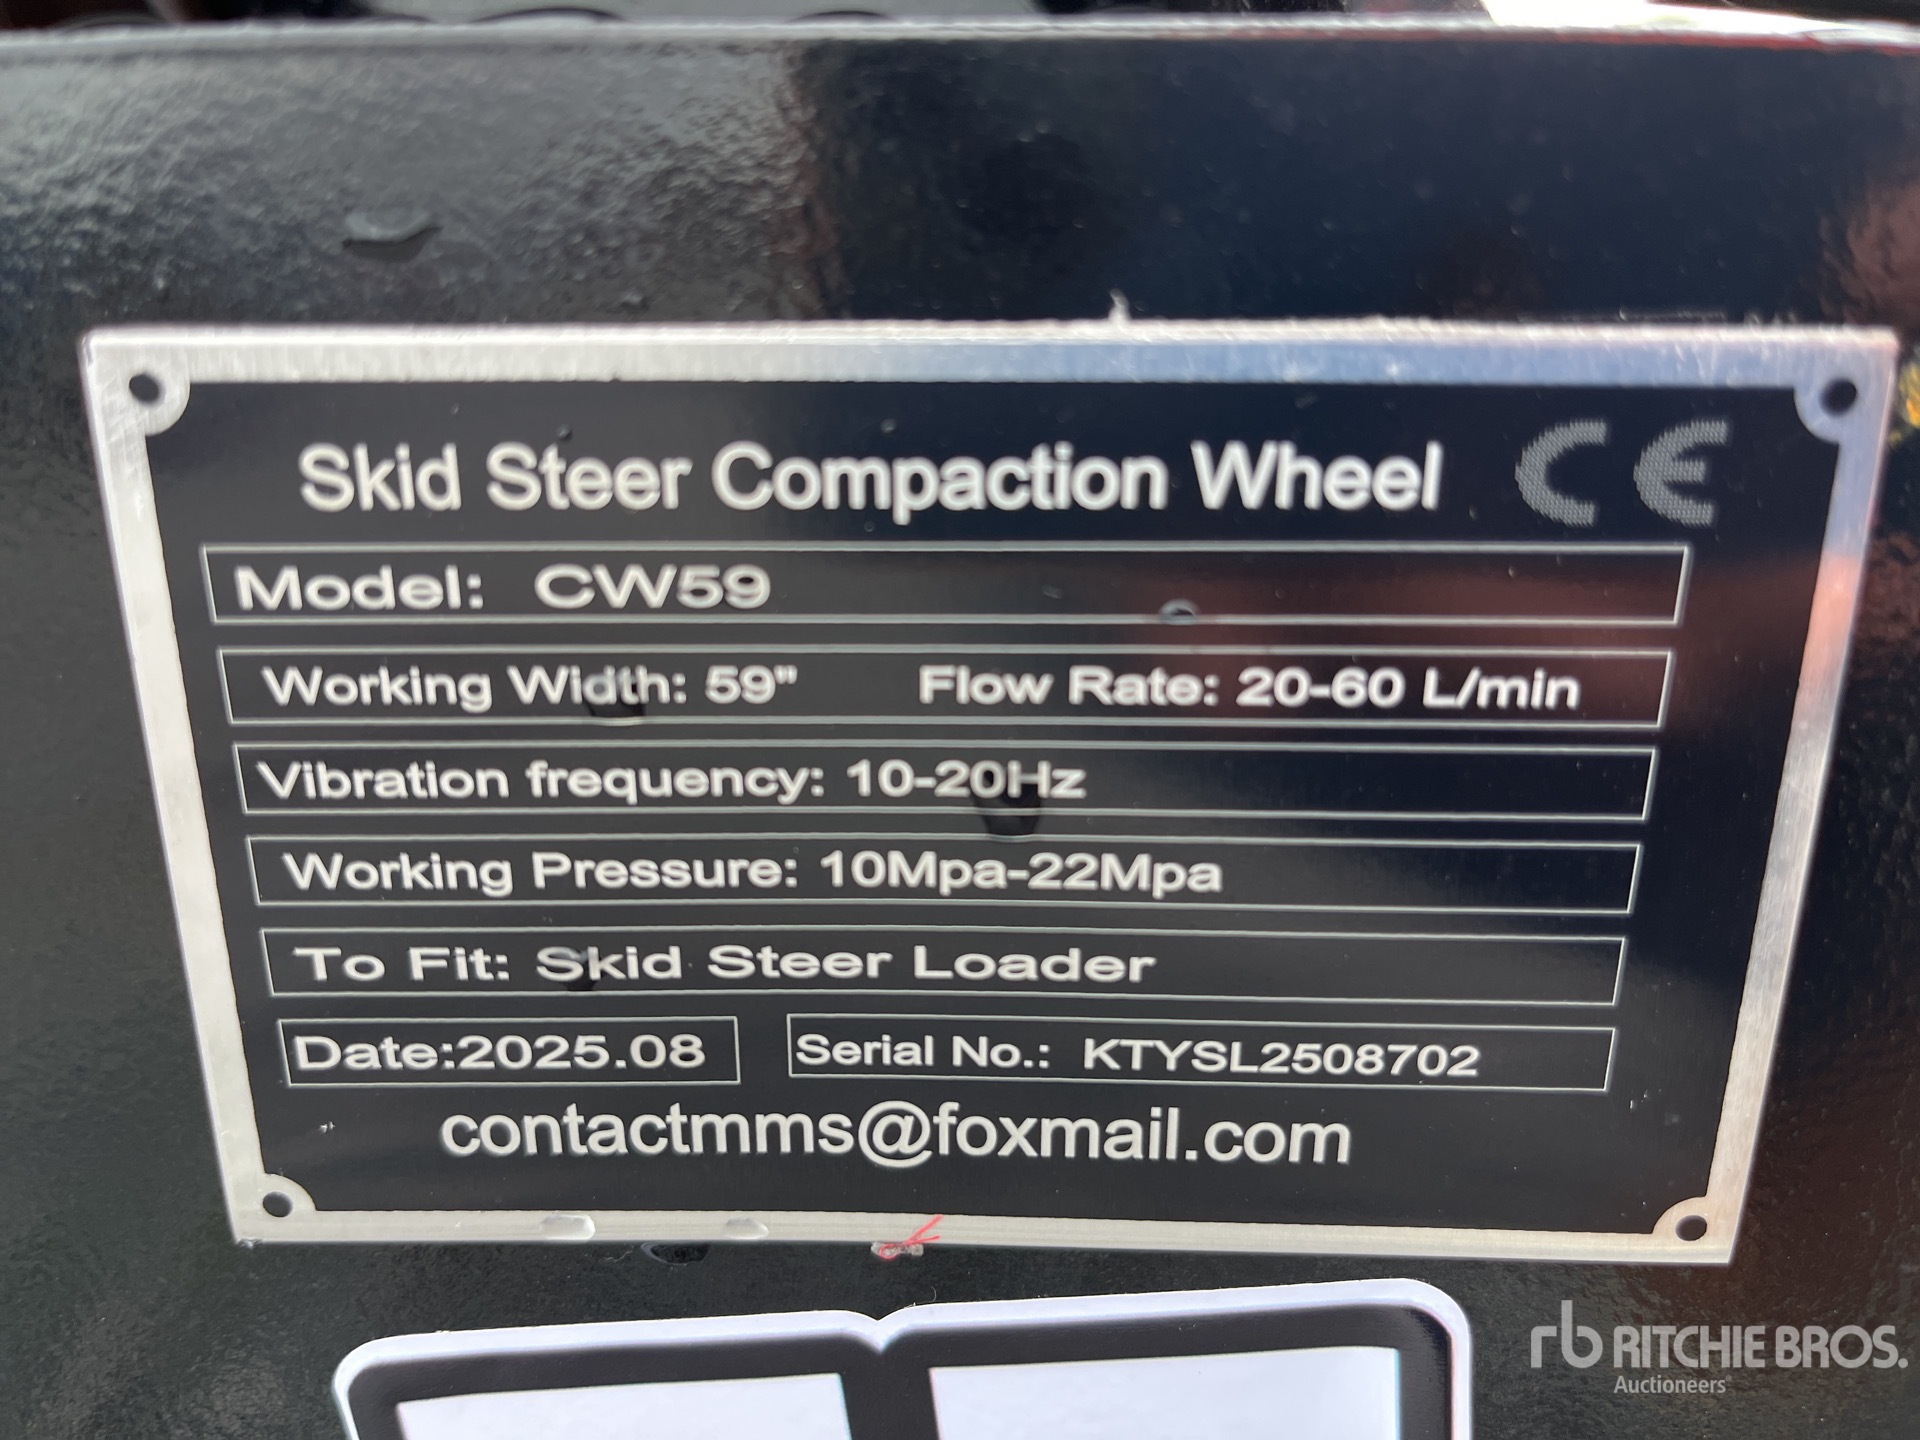 Skid Steer Compaction Wheel CE
Model: CW59
Working Width: 59" Flow Rate: 20-60 L/min
Vibration frequency: 10-20Hz
Working Pressure: 10Mpa-22Mpa
To Fit: Skid Steer Loader
Date:2025.08 Serial No.: KTYSL2508702
contactmms@foxmail.com
rb RITCHIE BROS.
Auctioneers